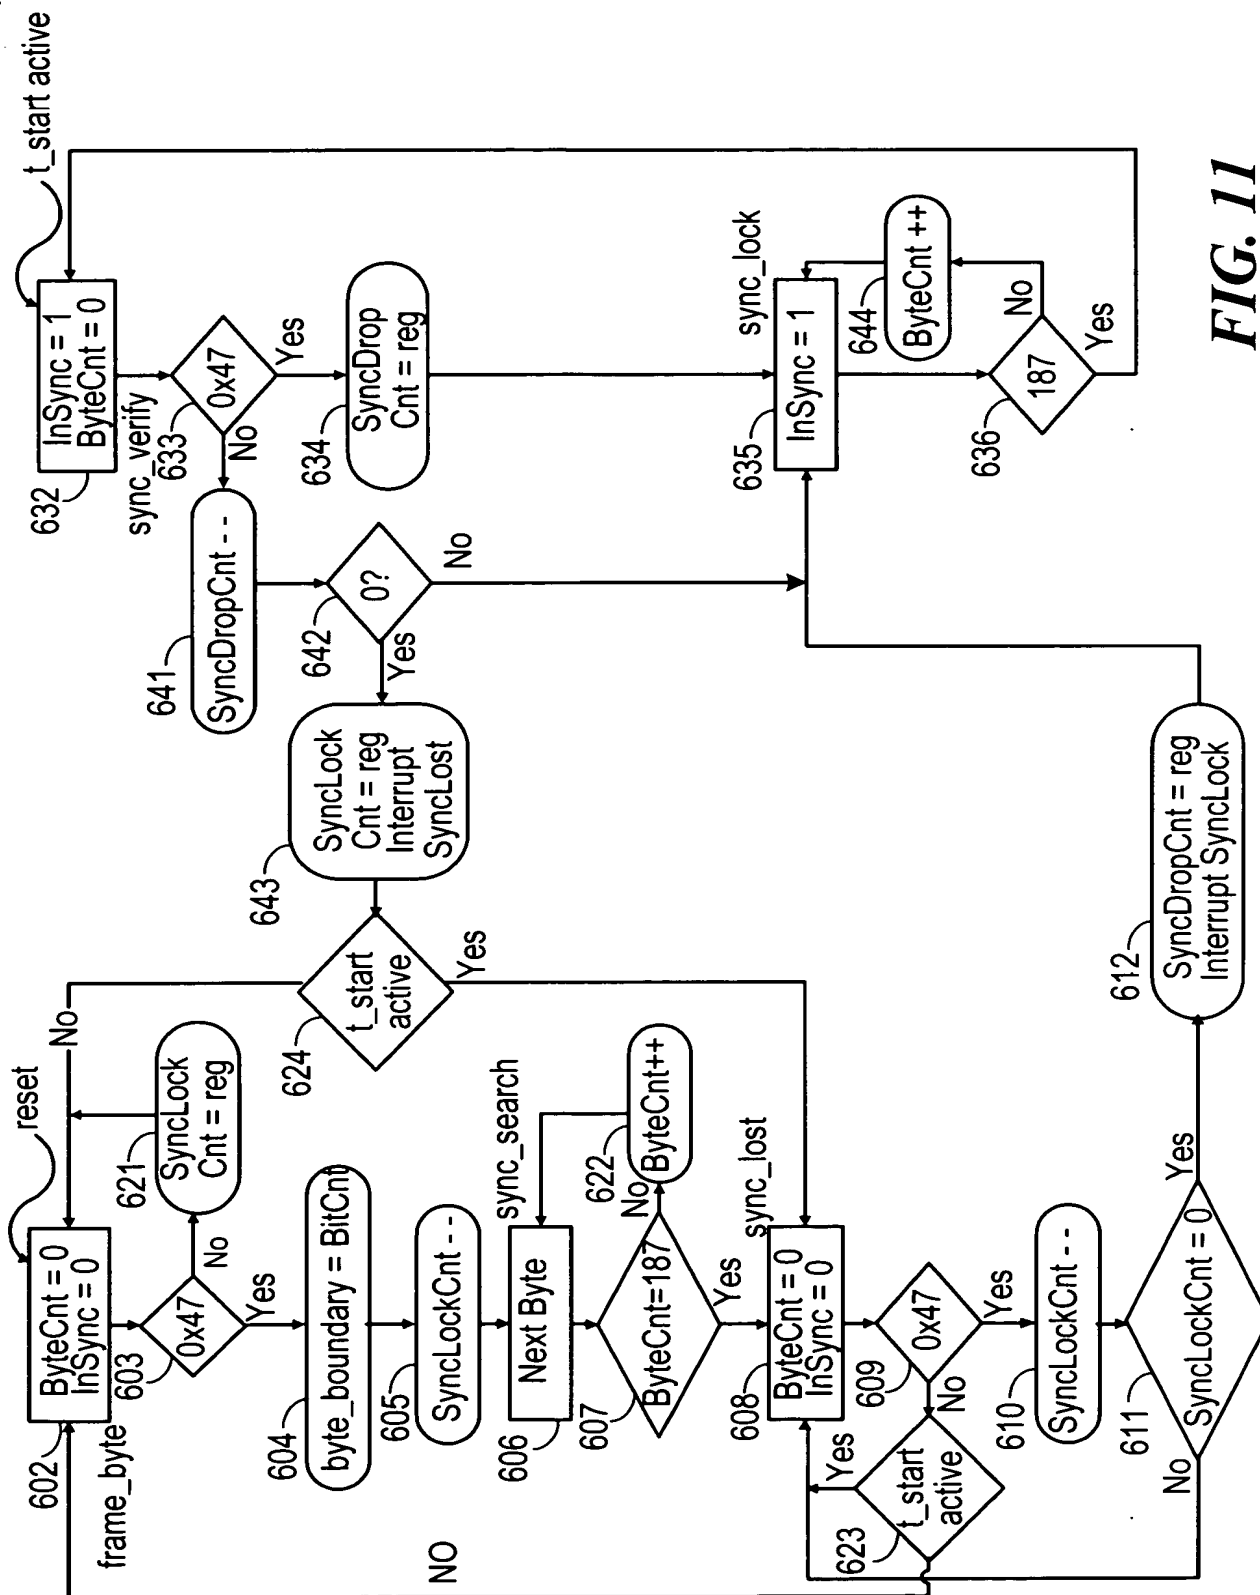 reset
t_start active
602
ByteCnt = 0
InSync = 0
frame_byte
603
0x47
No
Yes
621
SyncLock
Cnt = reg
No
604
byte_boundary = BitCnt
605
SyncLockCnt - -
606
Next Byte
sync_search
607
ByteCnt=187
No
Yes
622
ByteCnt++
608
ByteCnt = 0
InSync = 0
sync_lost
609
0x47
No
Yes
623
t_start
active
Yes
NO
610
SyncLockCnt - -
611
SyncLockCnt = 0
No
Yes
612
SyncDropCnt = reg
Interrupt SyncLock
624
t_start
active
Yes
643
SyncLock
Cnt = reg
Interrupt
SyncLost
641
SyncDropCnt - -
642
0?
Yes
No
632
InSync = 1
ByteCnt = 0
sync_verify
633
0x47
No
Yes
634
SyncDrop
Cnt = reg
635
InSync = 1
sync_lock
636
187
No
Yes
644
ByteCnt ++
FIG. 11